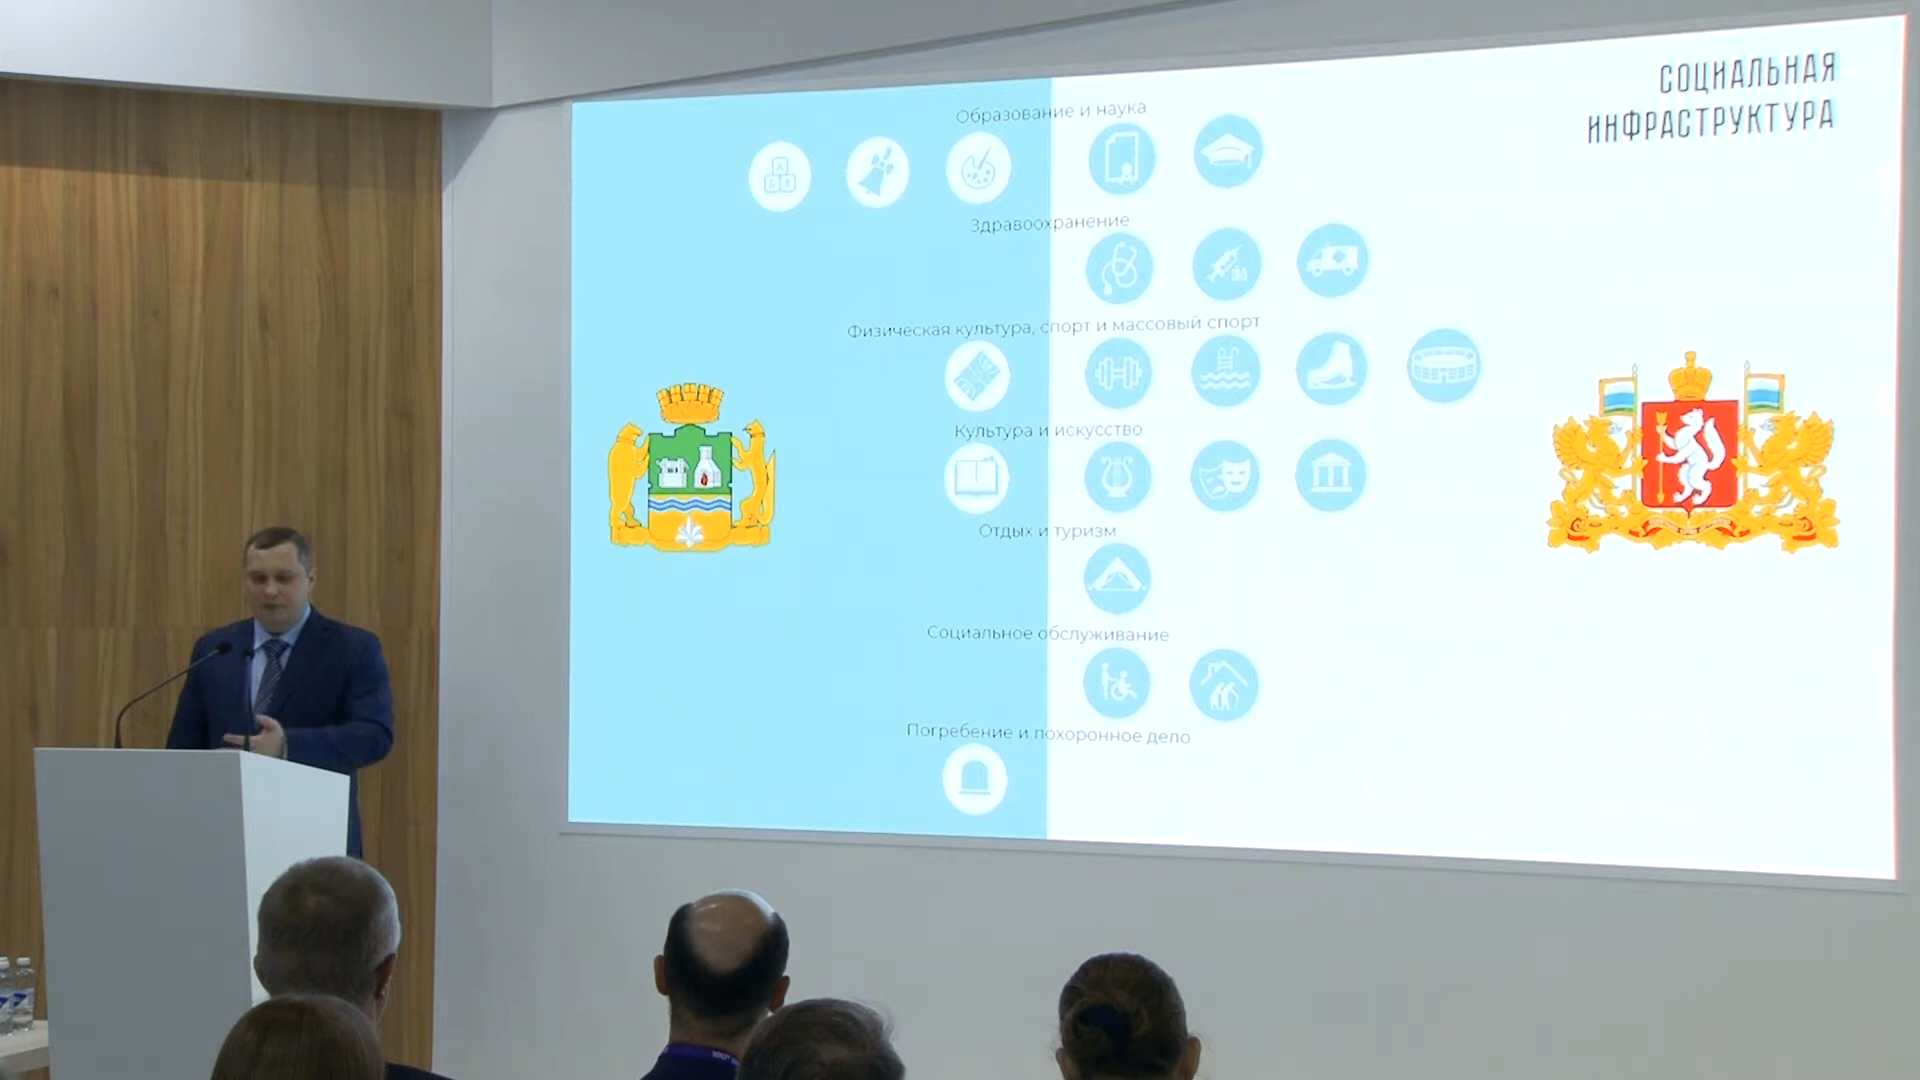 СОЦИАЛЬНАЯ
ИНФРАСТРУКТУРА
Образование и наука
Здравоохранение
Физическая культура, спорт и массовый спорт
Культура и искусство
Отдых и туризм
Социальное обслуживание
Погребение и похоронное дело